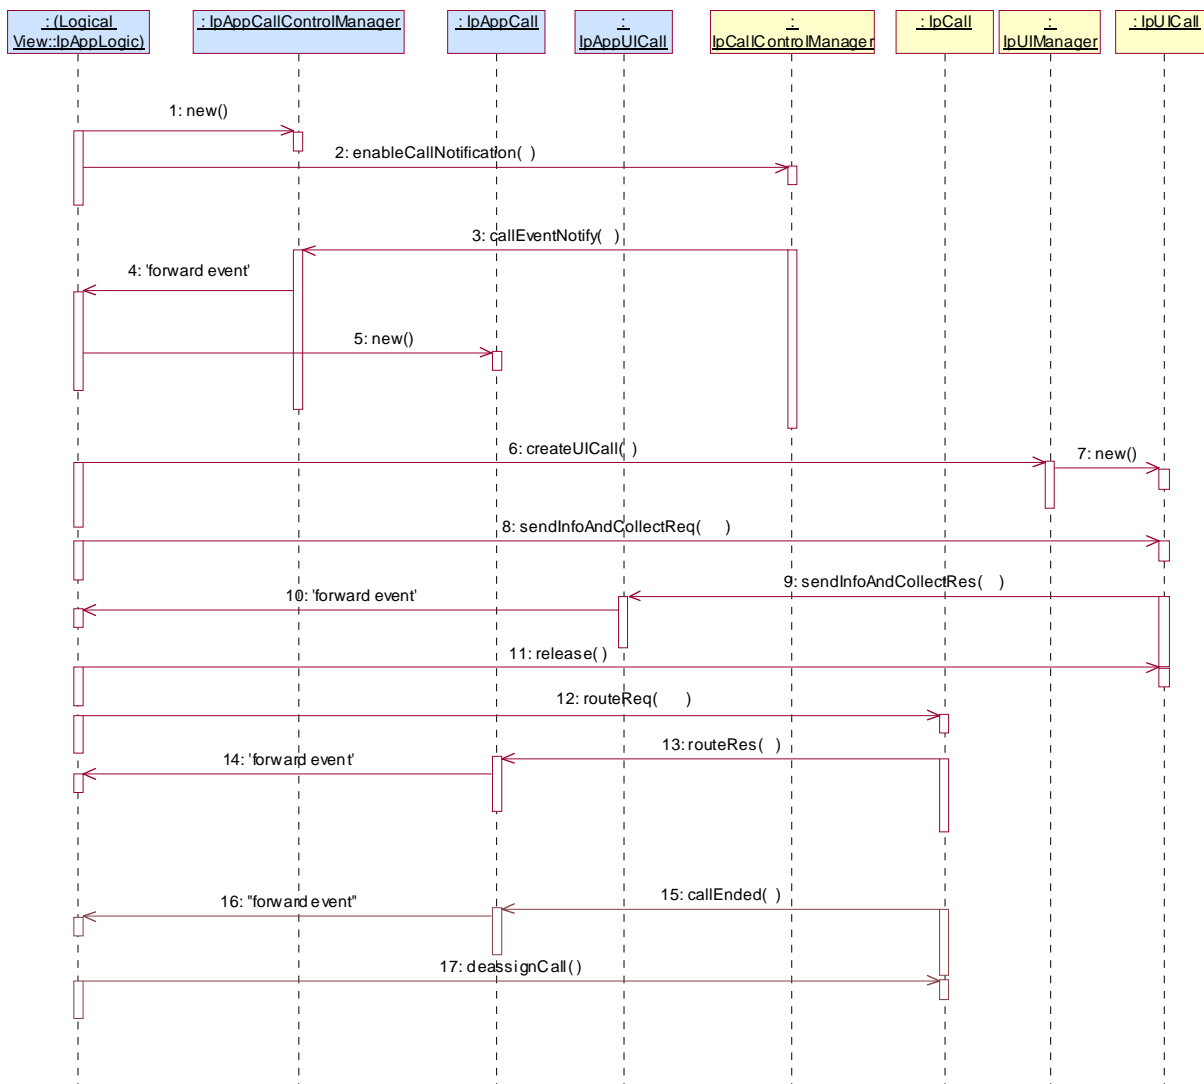 : (Logical
View::IpAppLogic)
: IpAppCallControlManager
: IpAppCall
:
IpAppUICall
:
IpCallControlManager
: IpCall
:
IpUIManager
: IpUICall
1: new()
2: enableCallNotification( )
3: callEventNotify( )
4: 'forward event'
5: new()
6: createUICall( )
7: new()
8: sendInfoAndCollectReq( )
9: sendInfoAndCollectRes( )
10: 'forward event'
11: release( )
12: routeReq( )
13: routeRes( )
14: 'forward event'
15: callEnded( )
16: "forward event"
17: deassignCall( )